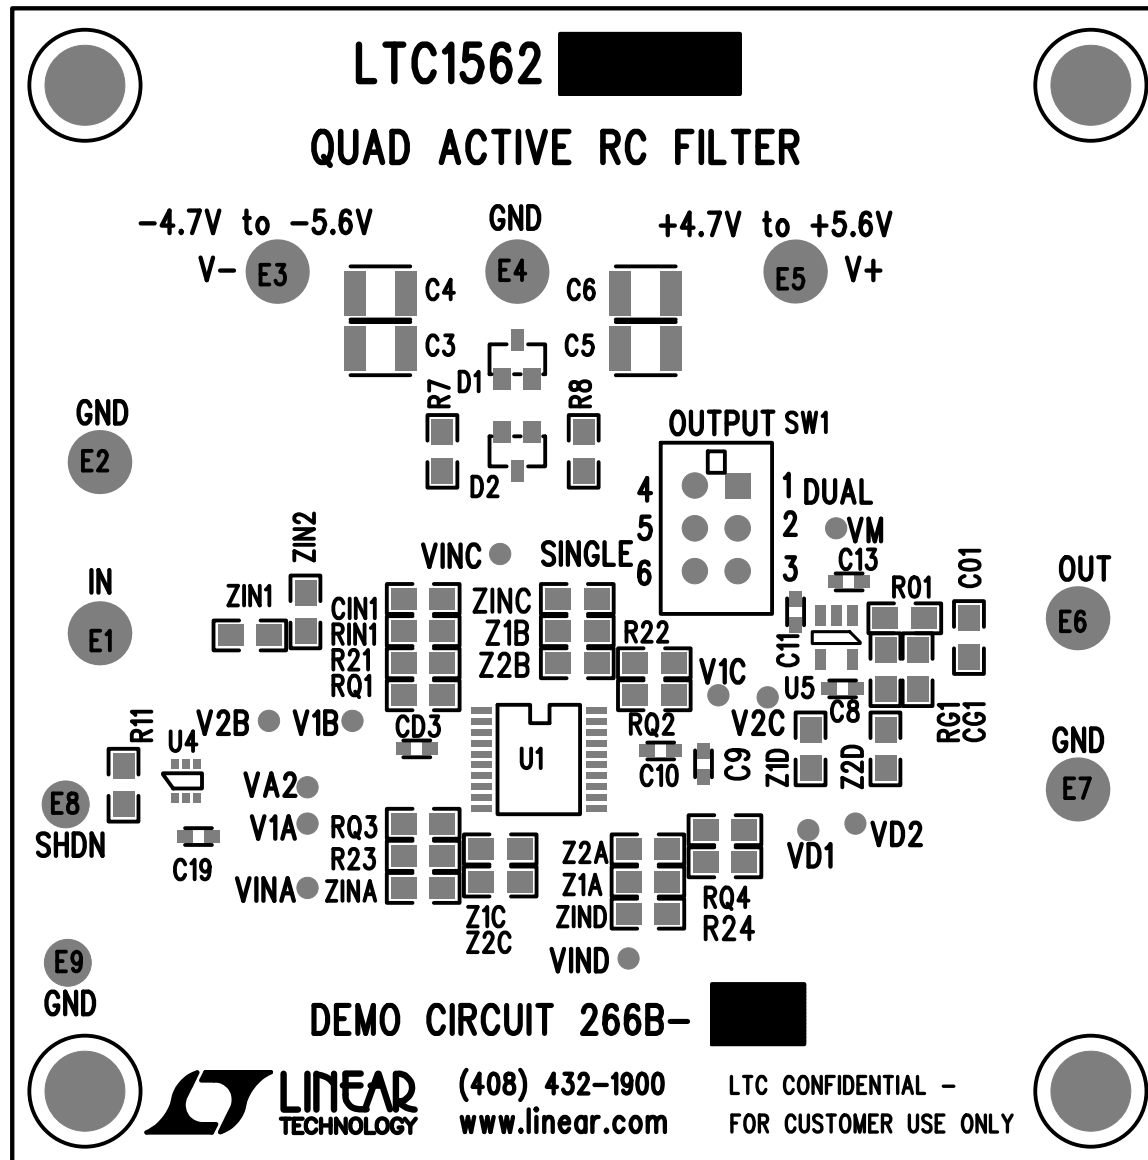 LTC1562
QUAD ACTIVE RC FILTER
-4.7V to -5.6V
GND
+4.7V to +5.6V
V-
E3
E4
E5
V+
C4
C6
C3
C5
D1
R7
R8
D2
GND
E2
OUTPUT SW1
4
1
5
2
6
3
DUAL
VM
ZIN2
VINC
SINGLE
C13
IN
E1
ZIN1
CIN1
RIN1
R21
RQ1
ZINC
Z1B
Z2B
R22
RQ2
C11
U5
RO1
CO1
OUT
E6
V1C
V2C
C8
RG1
CG1
R11
U4
V2B
V1B
CD3
U1
C10
C9
Z1D
Z2D
GND
E7
E8
SHDN
VA2
V1A
C19
VINA
RQ3
R23
ZINA
Z1C
Z2C
Z2A
Z1A
ZIND
RQ4
R24
VD1
VD2
VIND
E9
GND
DEMO CIRCUIT 266B-
LINEAR
TECHNOLOGY
(408) 432-1900
www.linear.com
LTC CONFIDENTIAL -
FOR CUSTOMER USE ONLY